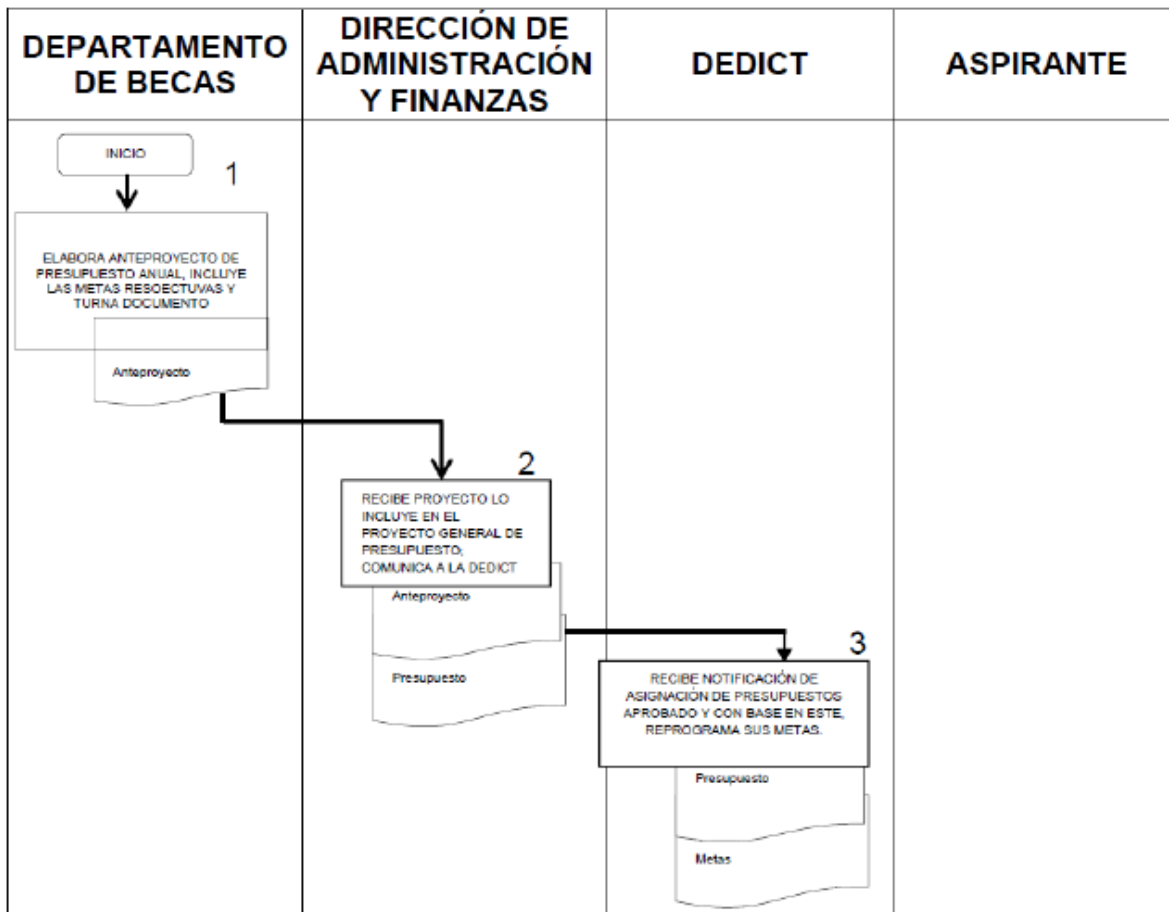 DEPARTAMENTO
DE BECAS
DIRECCIÓN DE
ADMINISTRACIÓN
Y FINANZAS
DEDICT
ASPIRANTE
INICIO
1
ELABORA ANTEPROYECTO DE
PRESUPUESTO ANUAL, INCLUYE
LAS METAS RESOECTUVAS Y
TURNA DOCUMENTO
Anteproyecto
2
RECIBE PROYECTO LO
INCLUYE EN EL
PROYECTO GENERAL DE
PRESUPUESTO;
COMUNICA A LA DEDICT
Anteproyecto
Presupuesto
3
RECIBE NOTIFICACIÓN DE
ASIGNACIÓN DE PRESUPUESTOS
APROBADO Y CON BASE EN ESTE,
REPROGRAMA SUS METAS.
Presupuesto
Metas